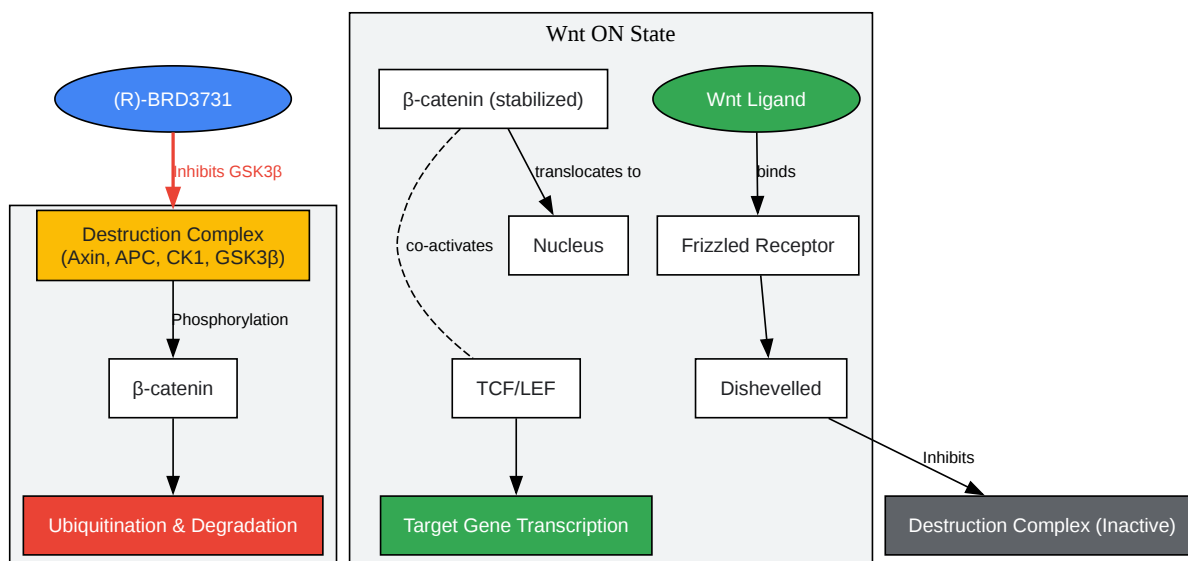 Wnt ON State
(R)-BRD3731
β-catenin (stabilized)
Wnt Ligand
Inhibits GSK3β
translocates to
binds
Destruction Complex
(Axin, APC, CK1, GSK3β)
co-activates
Nucleus
Frizzled Receptor
Phosphorylation
β-catenin
TCF/LEF
Dishevelled
Inhibits
Ubiquitination & Degradation
Target Gene Transcription
Destruction Complex (Inactive)